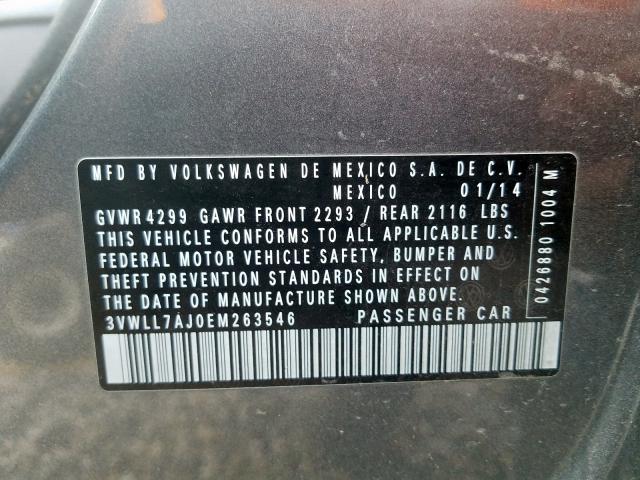 MFD BY VOLKSWAGEN DE MEXICO S.A. DE C.V.
MEXICO 01/14
GVWR 4299 GAWR FRONT 2293 / REAR 2116 LBS
THIS VEHICLE CONFORMS TO ALL APPLICABLE U.S.
FEDERAL MOTOR VEHICLE SAFETY, BUMPER AND
THEFT PREVENTION STANDARDS IN EFFECT ON
THE DATE OF MANUFACTURE SHOWN ABOVE.
3VWLL7AJ0EM263546 PASSENGER CAR
0426880 1004 M